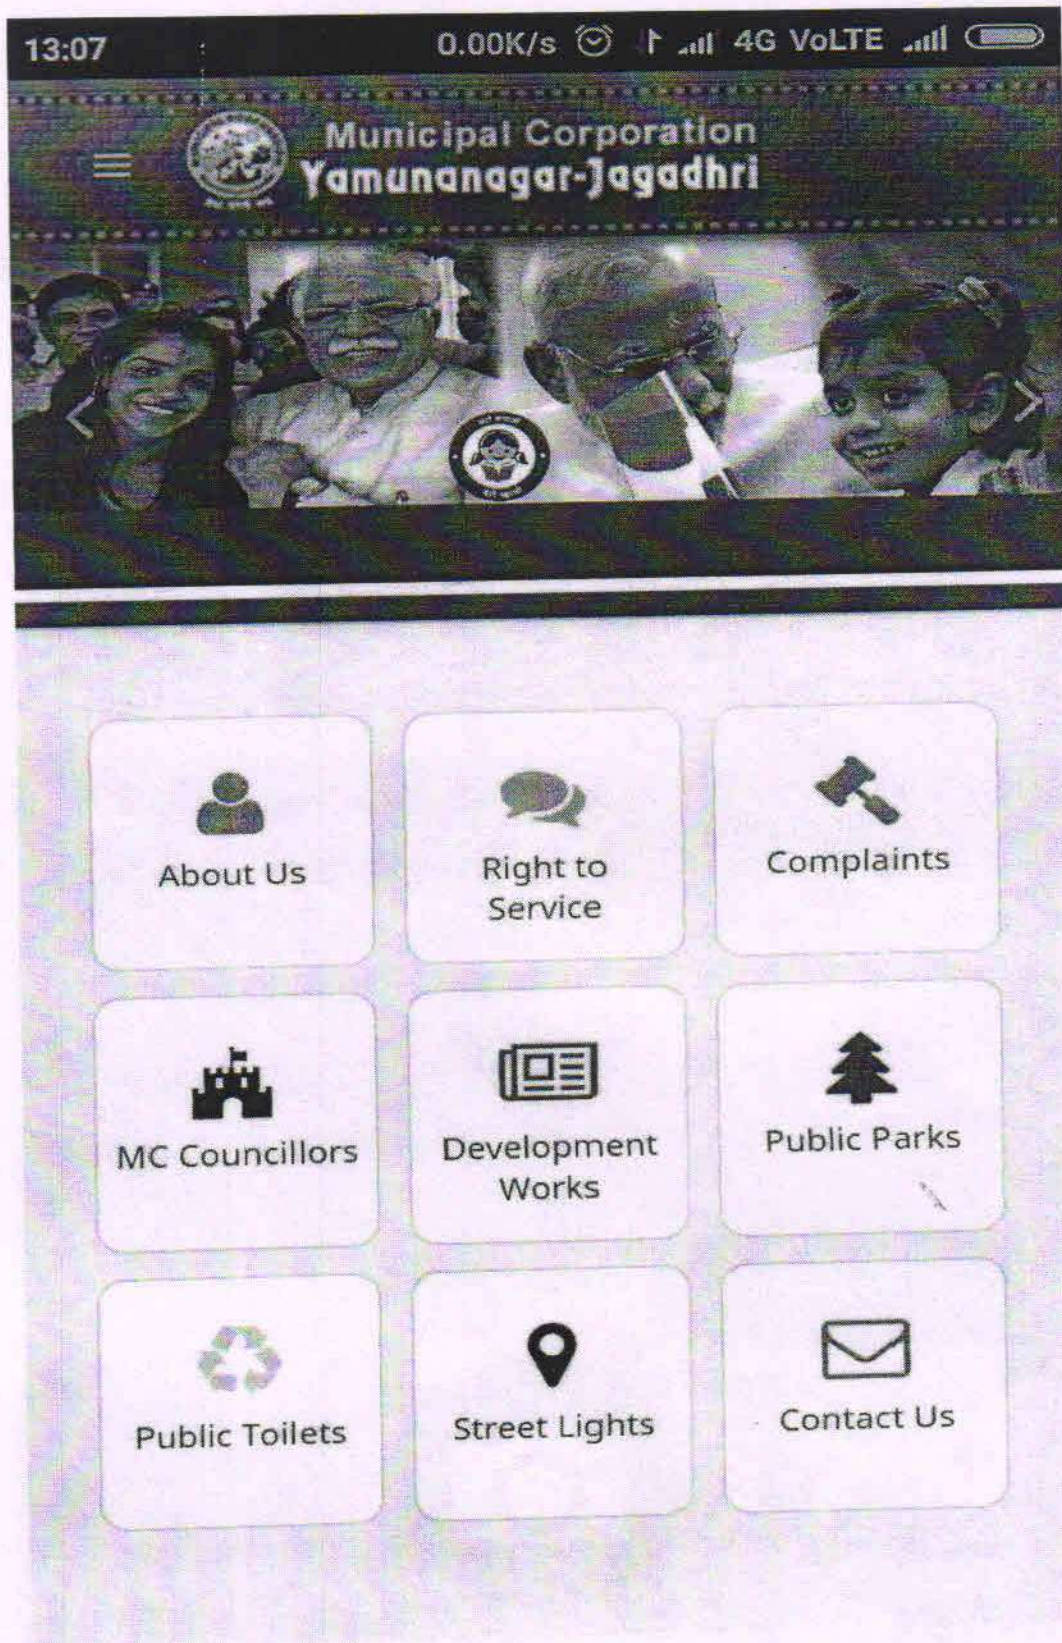 13:07 0.00K/s 4G VoLTE
Municipal Corporation
Yamunanagar-Jagadhri
About Us
Right to
Service
Complaints
MC Councillors
Development
Works
Public Parks
Public Toilets
Street Lights
Contact Us